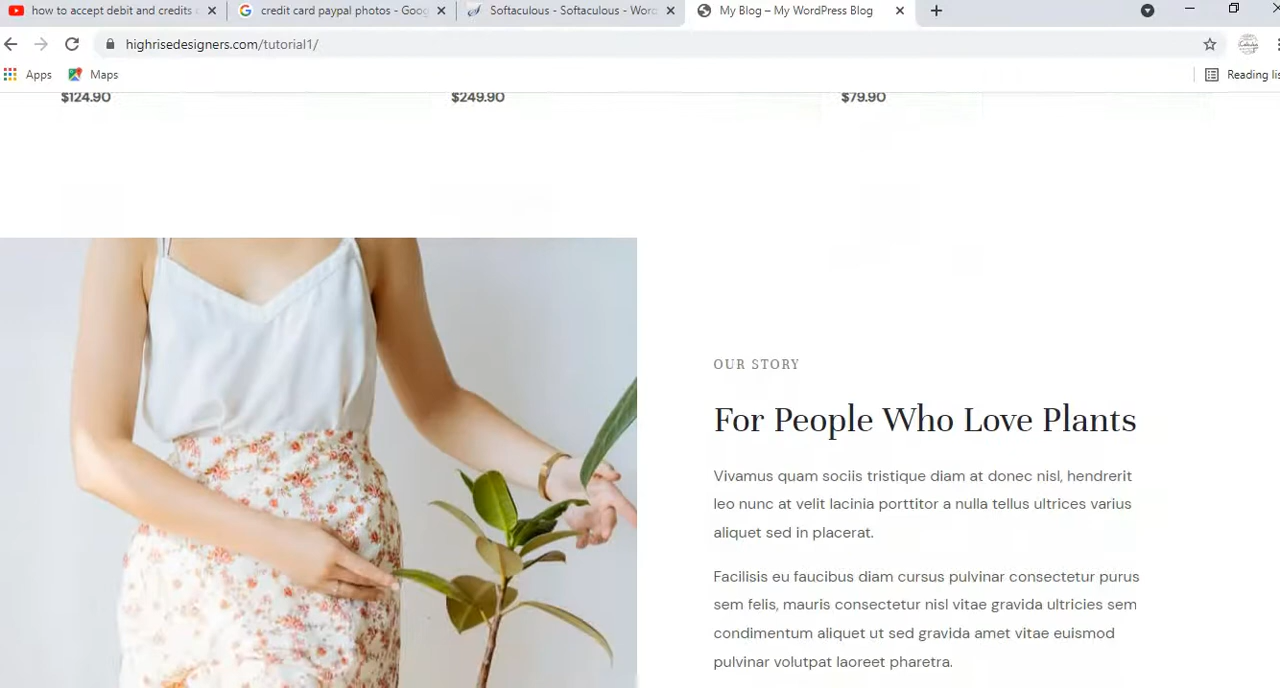 how to accept debit and credits
credit card paypal photos - Goog
Softaculous - Softaculous - Wor
My Blog – My WordPress Blog
highrisedesigners.com/tutorial1/
Apps
Maps
Reading lis
$124.90
$249.90
$79.90
OUR STORY
For People Who Love Plants
Vivamus quam sociis tristique diam at donec nisl, hendrerit
leo nunc at velit lacinia porttitor a nulla tellus ultrices varius
aliquet sed in placerat.
Facilisis eu faucibus diam cursus pulvinar consectetur purus
sem felis, mauris consectetur nisl vitae gravida ultricies sem
condimentum aliquet ut sed gravida amet vitae euismod
pulvinar volutpat laoreet pharetra.